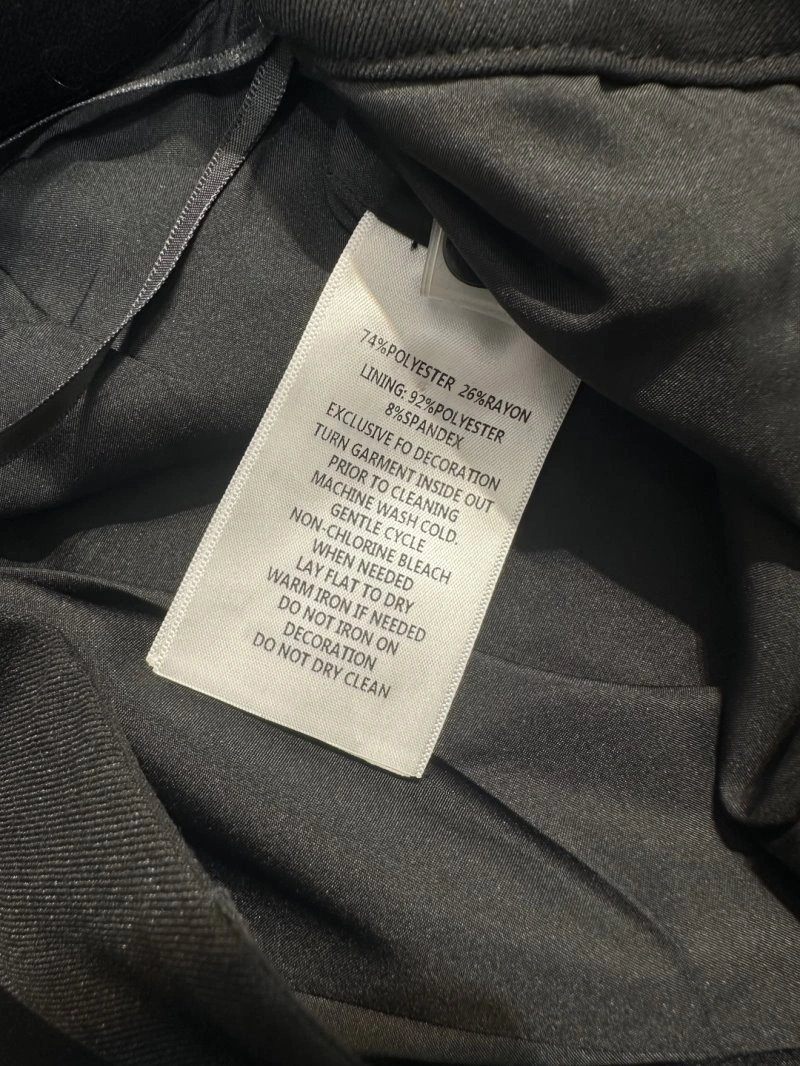 74%POLYESTER 26%RAYON
LINING: 92%POLYESTER
8%SPANDEX
EXCLUSIVE FO DECORATION
TURN GARMENT INSIDE OUT
PRIOR TO CLEANING
MACHINE WASH COLD.
GENTLE CYCLE
NON-CHLORINE BLEACH
WHEN NEEDED
LAY FLAT TO DRY
WARM IRON IF NEEDED
DO NOT IRON ON
DECORATION
DO NOT DRY CLEAN